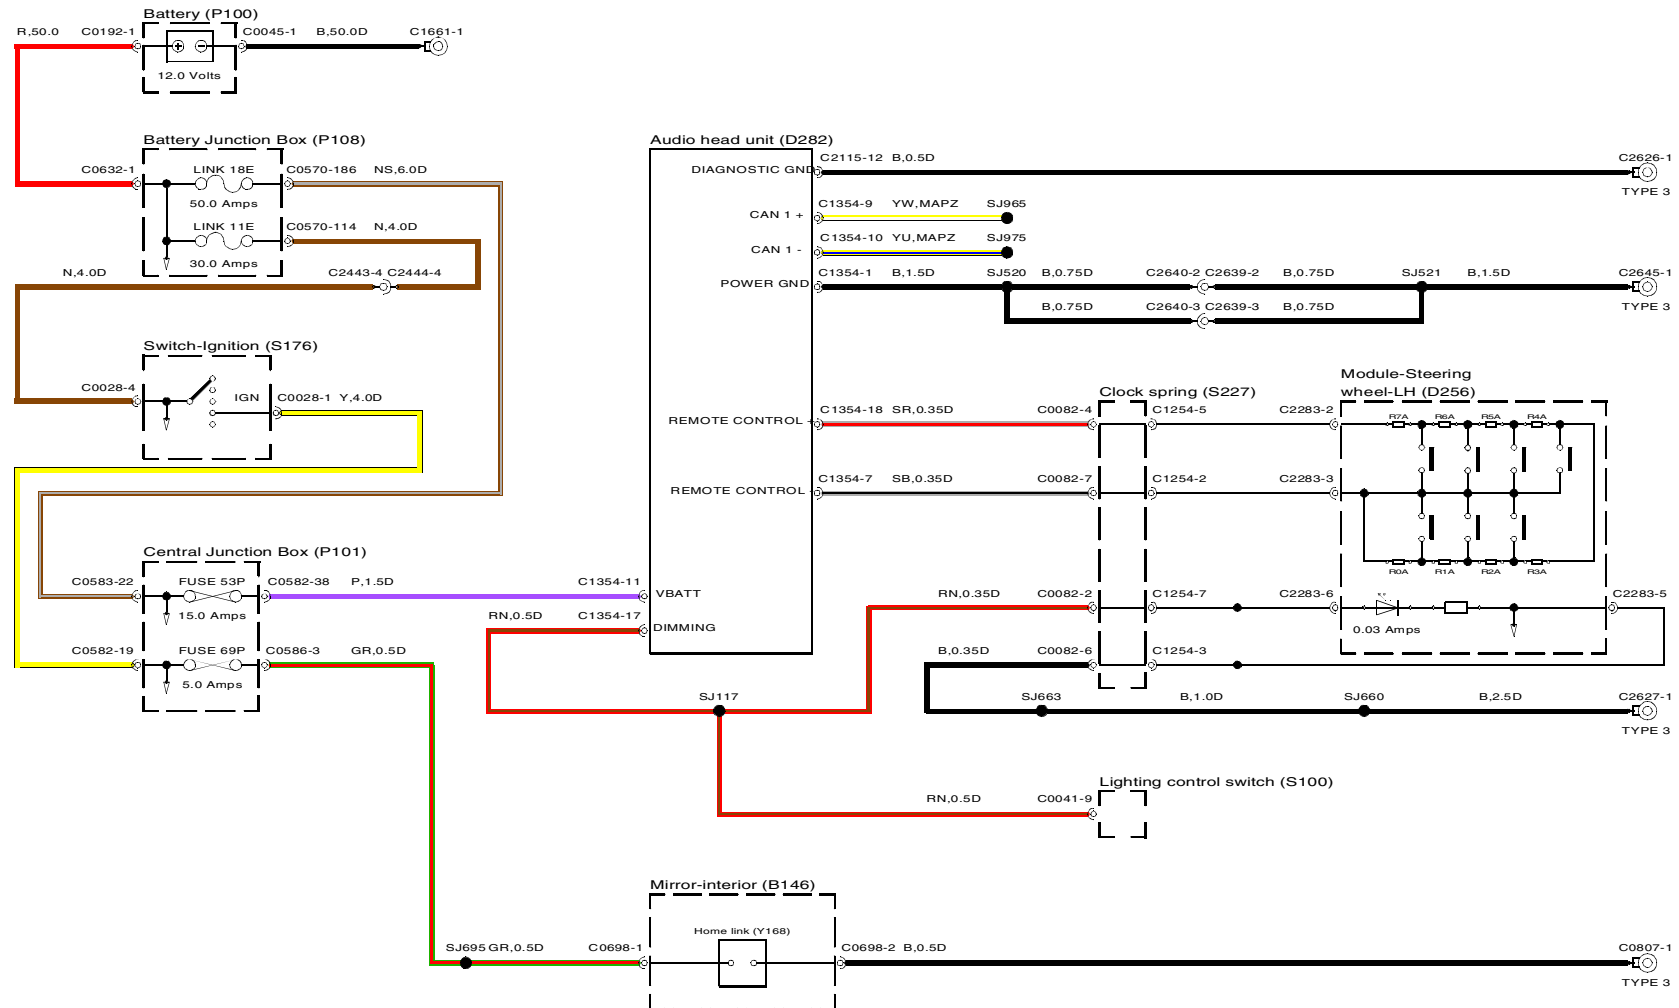 Battery (P100)
R,50.0 C0192-1 C0045-1 B,50.0D C1661-1
12.0 Volts
Battery Junction Box (P108)
C0632-1 LINK 18E C0570-186 NS,6.0D
50.0 Amps
LINK 11E C0570-114 N,4.0D
30.0 Amps
N,4.0D C2443-4 C2444-4
Switch-Ignition (S176)
C0028-4 IGN C0028-1 Y,4.0D
Central Junction Box (P101)
C0583-22 FUSE 53P C0582-38 P,1.5D C1354-11
15.0 Amps
C0582-19 FUSE 69P C0586-3 GR,0.5D
5.0 Amps
Audio head unit (D282)
DIAGNOSTIC GND C2115-12 B,0.5D C2626-1
TYPE 3
CAN 1 + C1354-9 YW,MAPZ SJ965
CAN 1 - C1354-10 YU,MAPZ SJ975
POWER GND C1354-1 B,1.5D SJ520 B,0.75D C2640-2 C2639-2 B,0.75D SJ521 B,1.5D C2645-1
B,0.75D C2640-3 C2639-3 B,0.75D TYPE 3
REMOTE CONTROL + C1354-18 SR,0.35D C0082-4
REMOTE CONTROL - C1354-7 SB,0.35D C0082-7
VBATT
RN,0.5D C1354-17 DIMMING
RN,0.35D C0082-2
B,0.35D C0082-6
Clock spring (S227)
C1254-5 C2283-2
C1254-2 C2283-3
C1254-7 C2283-6
C1254-3
Module-Steering
wheel-LH (D256)
R7A R6A R5A R4A
R0A R1A R2A R3A
0.03 Amps
C2283-5
SJ117 SJ663 B,1.0D SJ660 B,2.5D C2627-1
TYPE 3
Lighting control switch (S100)
RN,0.5D C0041-9
Mirror-interior (B146)
Home link (Y168)
SJ695 GR,0.5D C0698-1 C0698-2 B,0.5D C0807-1
TYPE 3